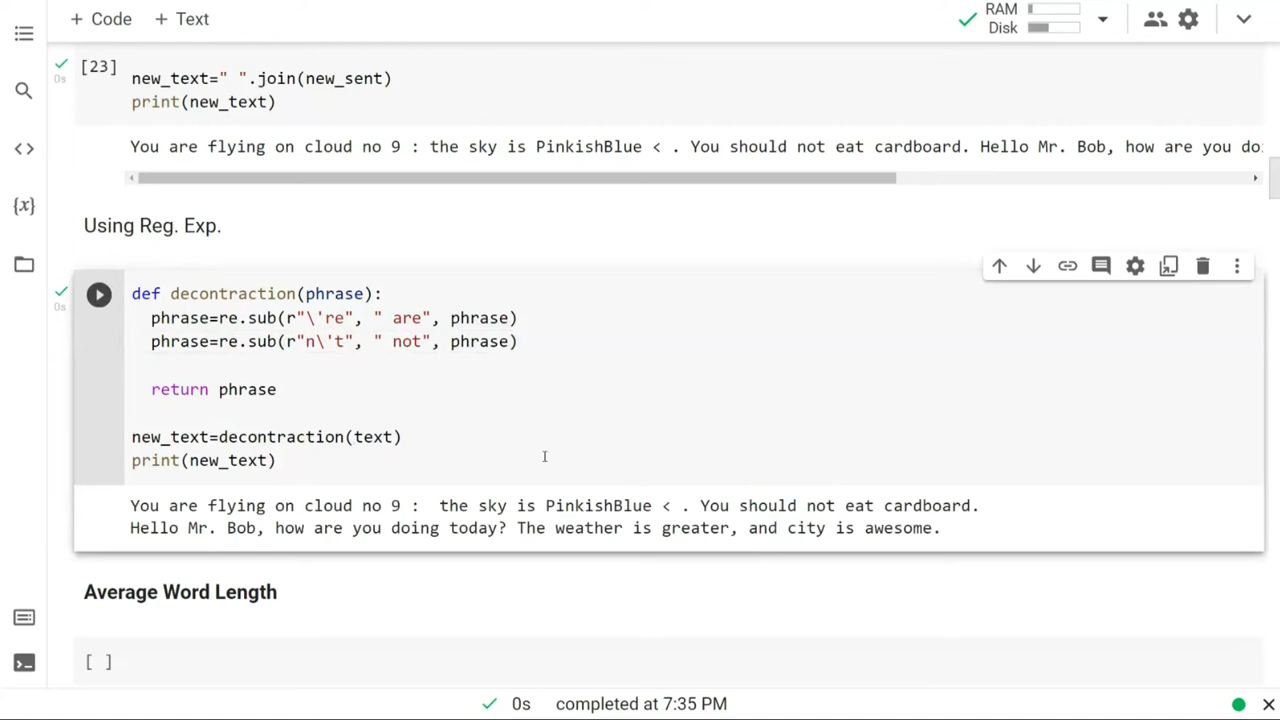 + Code + Text
RAM
Disk
[23]
0s
new_text=" ".join(new_sent)
print(new_text)
You are flying on cloud no 9 : the sky is PinkishBlue < . You should not eat cardboard. Hello Mr. Bob, how are you doi
Using Reg. Exp.
0s
def decontraction(phrase):
  phrase=re.sub(r"\'re", " are", phrase)
  phrase=re.sub(r"n\'t", " not", phrase)
  return phrase
new_text=decontraction(text)
print(new_text)
You are flying on cloud no 9 :  the sky is PinkishBlue < . You should not eat cardboard.
Hello Mr. Bob, how are you doing today? The weather is greater, and city is awesome.
Average Word Length
[ ]
0s completed at 7:35 PM